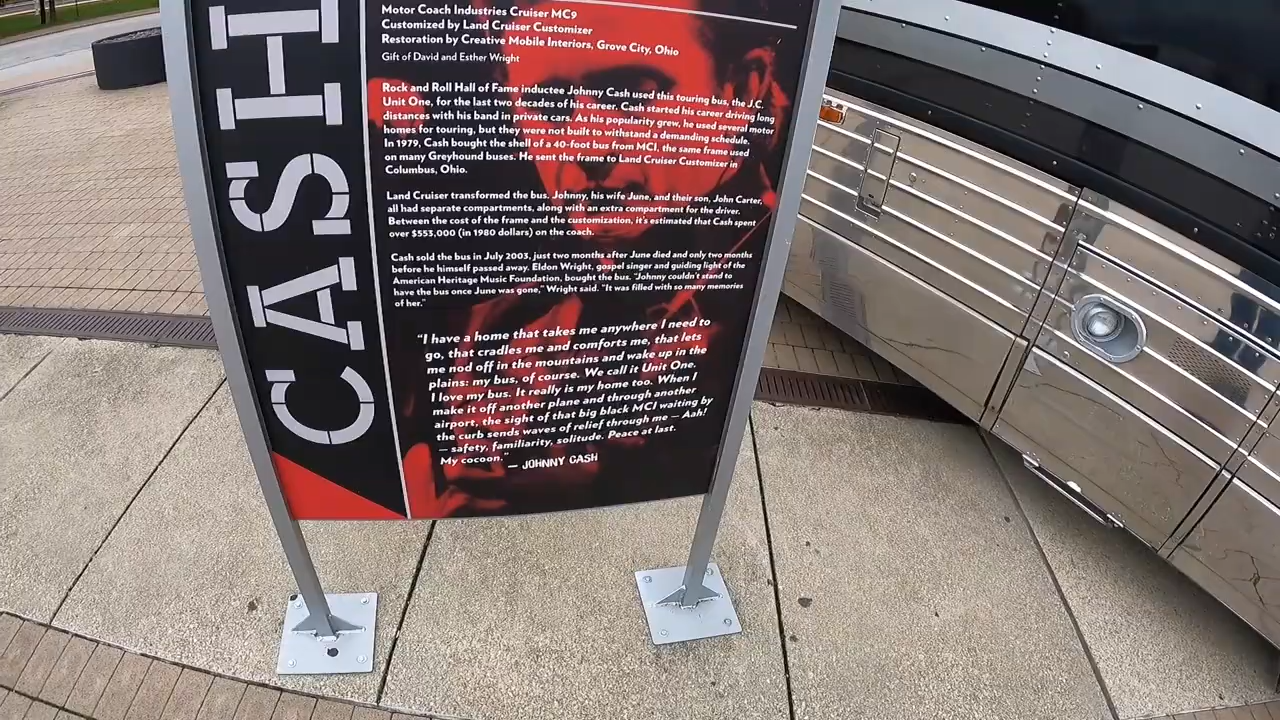 CASH
Motor Coach Industries Cruiser MC9
Customized by Land Cruiser Customizer
Restoration by Creative Mobile Interiors, Grove City, Ohio
Gift of David and Esther Wright
Rock and Roll Hall of Fame inductee Johnny Cash used this touring bus, the J.C.
Unit One, for the last two decades of his career. Cash started his career driving long
distances with his band in private cars. As his popularity grew, he used several motor
homes for touring, but they were not built to withstand a demanding schedule.
In 1979, Cash bought the shell of a 40-foot bus from MCI, the same frame used
on many Greyhound buses. He sent the frame to Land Cruiser Customizer in
Columbus, Ohio.
Land Cruiser transformed the bus. Johnny, his wife June, and their son, John Carter,
all had separate compartments, along with an extra compartment for the driver.
Between the cost of the frame and the customization, it's estimated that Cash spent
over $553,000 (in 1980 dollars) on the coach.
Cash sold the bus in July 2003, just two months after June died and only two months
before he himself passed away. Eldon Wright, gospel singer and guiding light of the
American Heritage Music Foundation, bought the bus. "Johnny couldn't stand to
have the bus once June was gone," Wright said. "It was filled with so many memories
of her."
"I have a home that takes me anywhere I need to
go, that cradles me and comforts me, that lets
me nod off in the mountains and wake up in the
plains: my bus, of course. We call it Unit One.
I love my bus. It really is my home too. When I
make it off another plane and through another
airport, the sight of that big black MCI waiting by
the curb sends waves of relief through me — Aah!
— safety, familiarity, solitude. Peace at last.
My cocoon."
— JOHNNY CASH